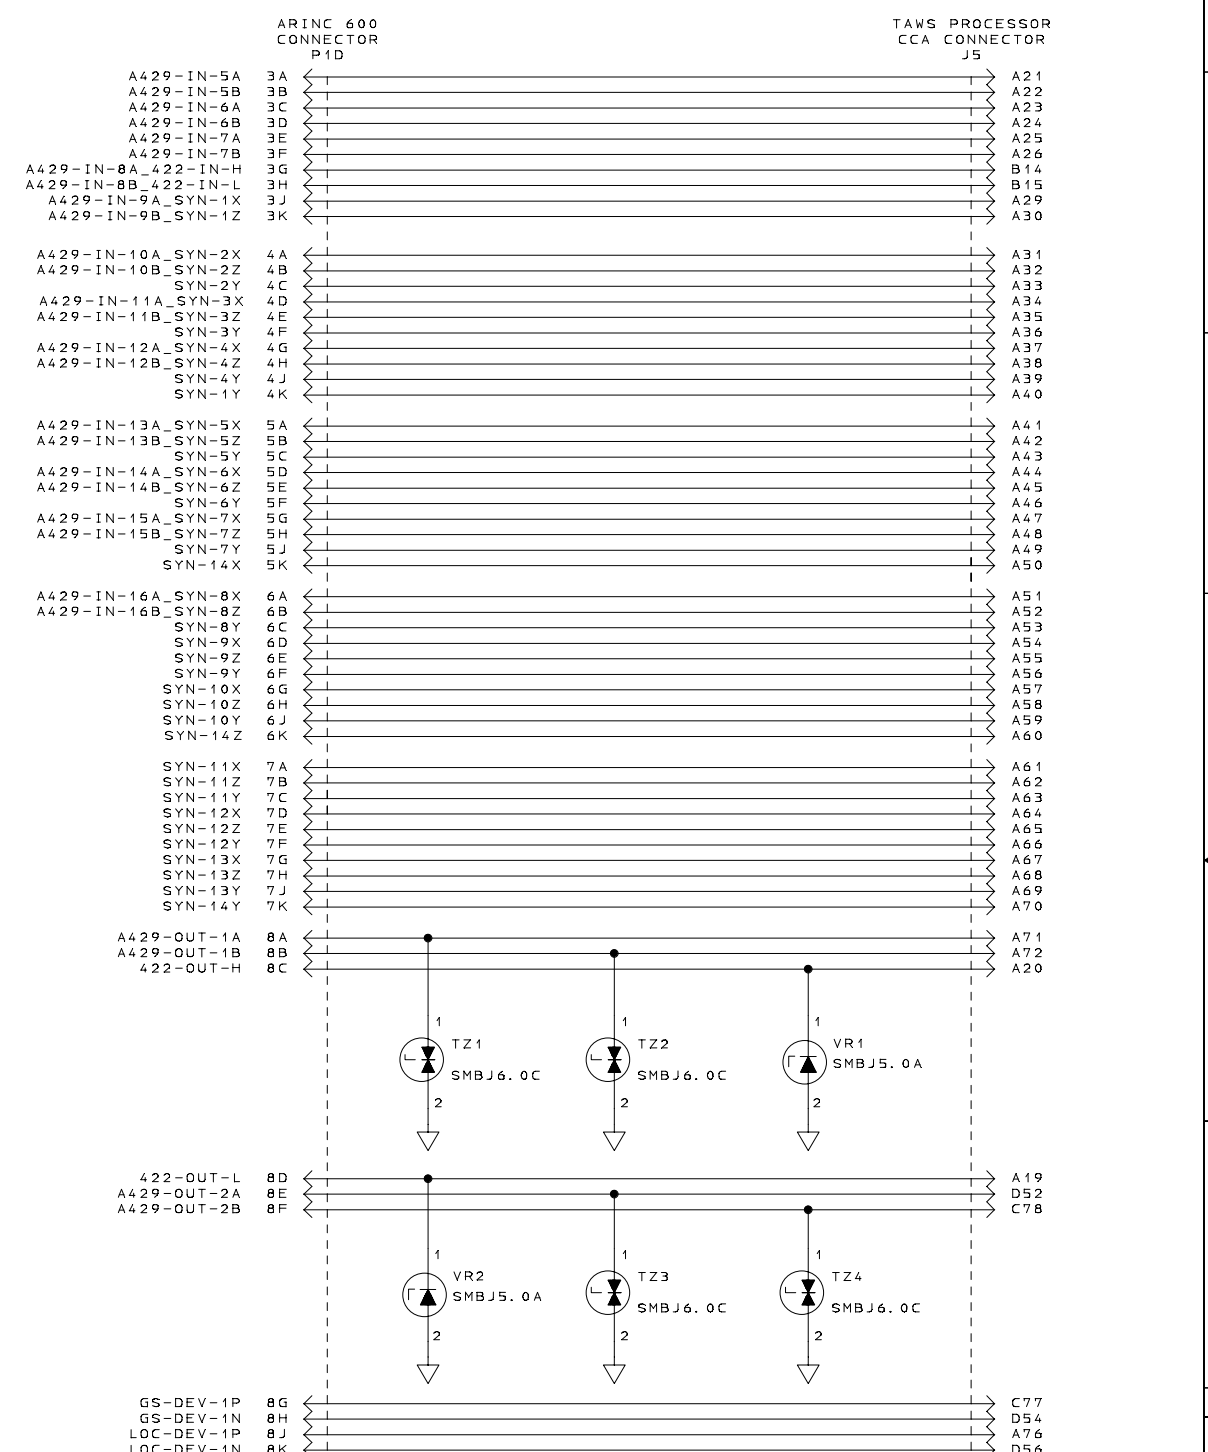 ARINC 600 TAWS PROCESSOR
CONNECTOR CCA CONNECTOR
P1D J5
A429-IN-5A 3A A21
A429-IN-5B 3B A22
A429-IN-6A 3C A23
A429-IN-6B 3D A24
A429-IN-7A 3E A25
A429-IN-7B 3F A26
A429-IN-8A_422-IN-H 3G B14
A429-IN-8B_422-IN-L 3H B15
A429-IN-9A_SYN-1X 3J A29
A429-IN-9B_SYN-1Z 3K A30
A429-IN-10A_SYN-2X 4A A31
A429-IN-10B_SYN-2Z 4B A32
SYN-2Y 4C A33
A429-IN-11A_SYN-3X 4D A34
A429-IN-11B_SYN-3Z 4E A35
SYN-3Y 4F A36
A429-IN-12A_SYN-4X 4G A37
A429-IN-12B_SYN-4Z 4H A38
SYN-4Y 4J A39
SYN-1Y 4K A40
A429-IN-13A_SYN-5X 5A A41
A429-IN-13B_SYN-5Z 5B A42
SYN-5Y 5C A43
A429-IN-14A_SYN-6X 5D A44
A429-IN-14B_SYN-6Z 5E A45
SYN-6Y 5F A46
A429-IN-15A_SYN-7X 5G A47
A429-IN-15B_SYN-7Z 5H A48
SYN-7Y 5J A49
SYN-14X 5K A50
A429-IN-16A_SYN-8X 6A A51
A429-IN-16B_SYN-8Z 6B A52
SYN-8Y 6C A53
SYN-9X 6D A54
SYN-9Z 6E A55
SYN-9Y 6F A56
SYN-10X 6G A57
SYN-10Z 6H A58
SYN-10Y 6J A59
SYN-14Z 6K A60
SYN-11X 7A A61
SYN-11Z 7B A62
SYN-11Y 7C A63
SYN-12X 7D A64
SYN-12Z 7E A65
SYN-12Y 7F A66
SYN-13X 7G A67
SYN-13Z 7H A68
SYN-13Y 7J A69
SYN-14Y 7K A70
A429-OUT-1A 8A A71
A429-OUT-1B 8B A72
422-OUT-H 8C A20
1 1 1
TZ1 TZ2 VR1
SMBJ6.0C SMBJ6.0C SMBJ5.0A
2 2 2
422-OUT-L 8D A19
A429-OUT-2A 8E D52
A429-OUT-2B 8F C78
1 1 1
VR2 TZ3 TZ4
SMBJ5.0A SMBJ6.0C SMBJ6.0C
2 2 2
GS-DEV-1P 8G C77
GS-DEV-1N 8H D54
LOC-DEV-1P 8J A76
LOC-DEV-1N 8K D56